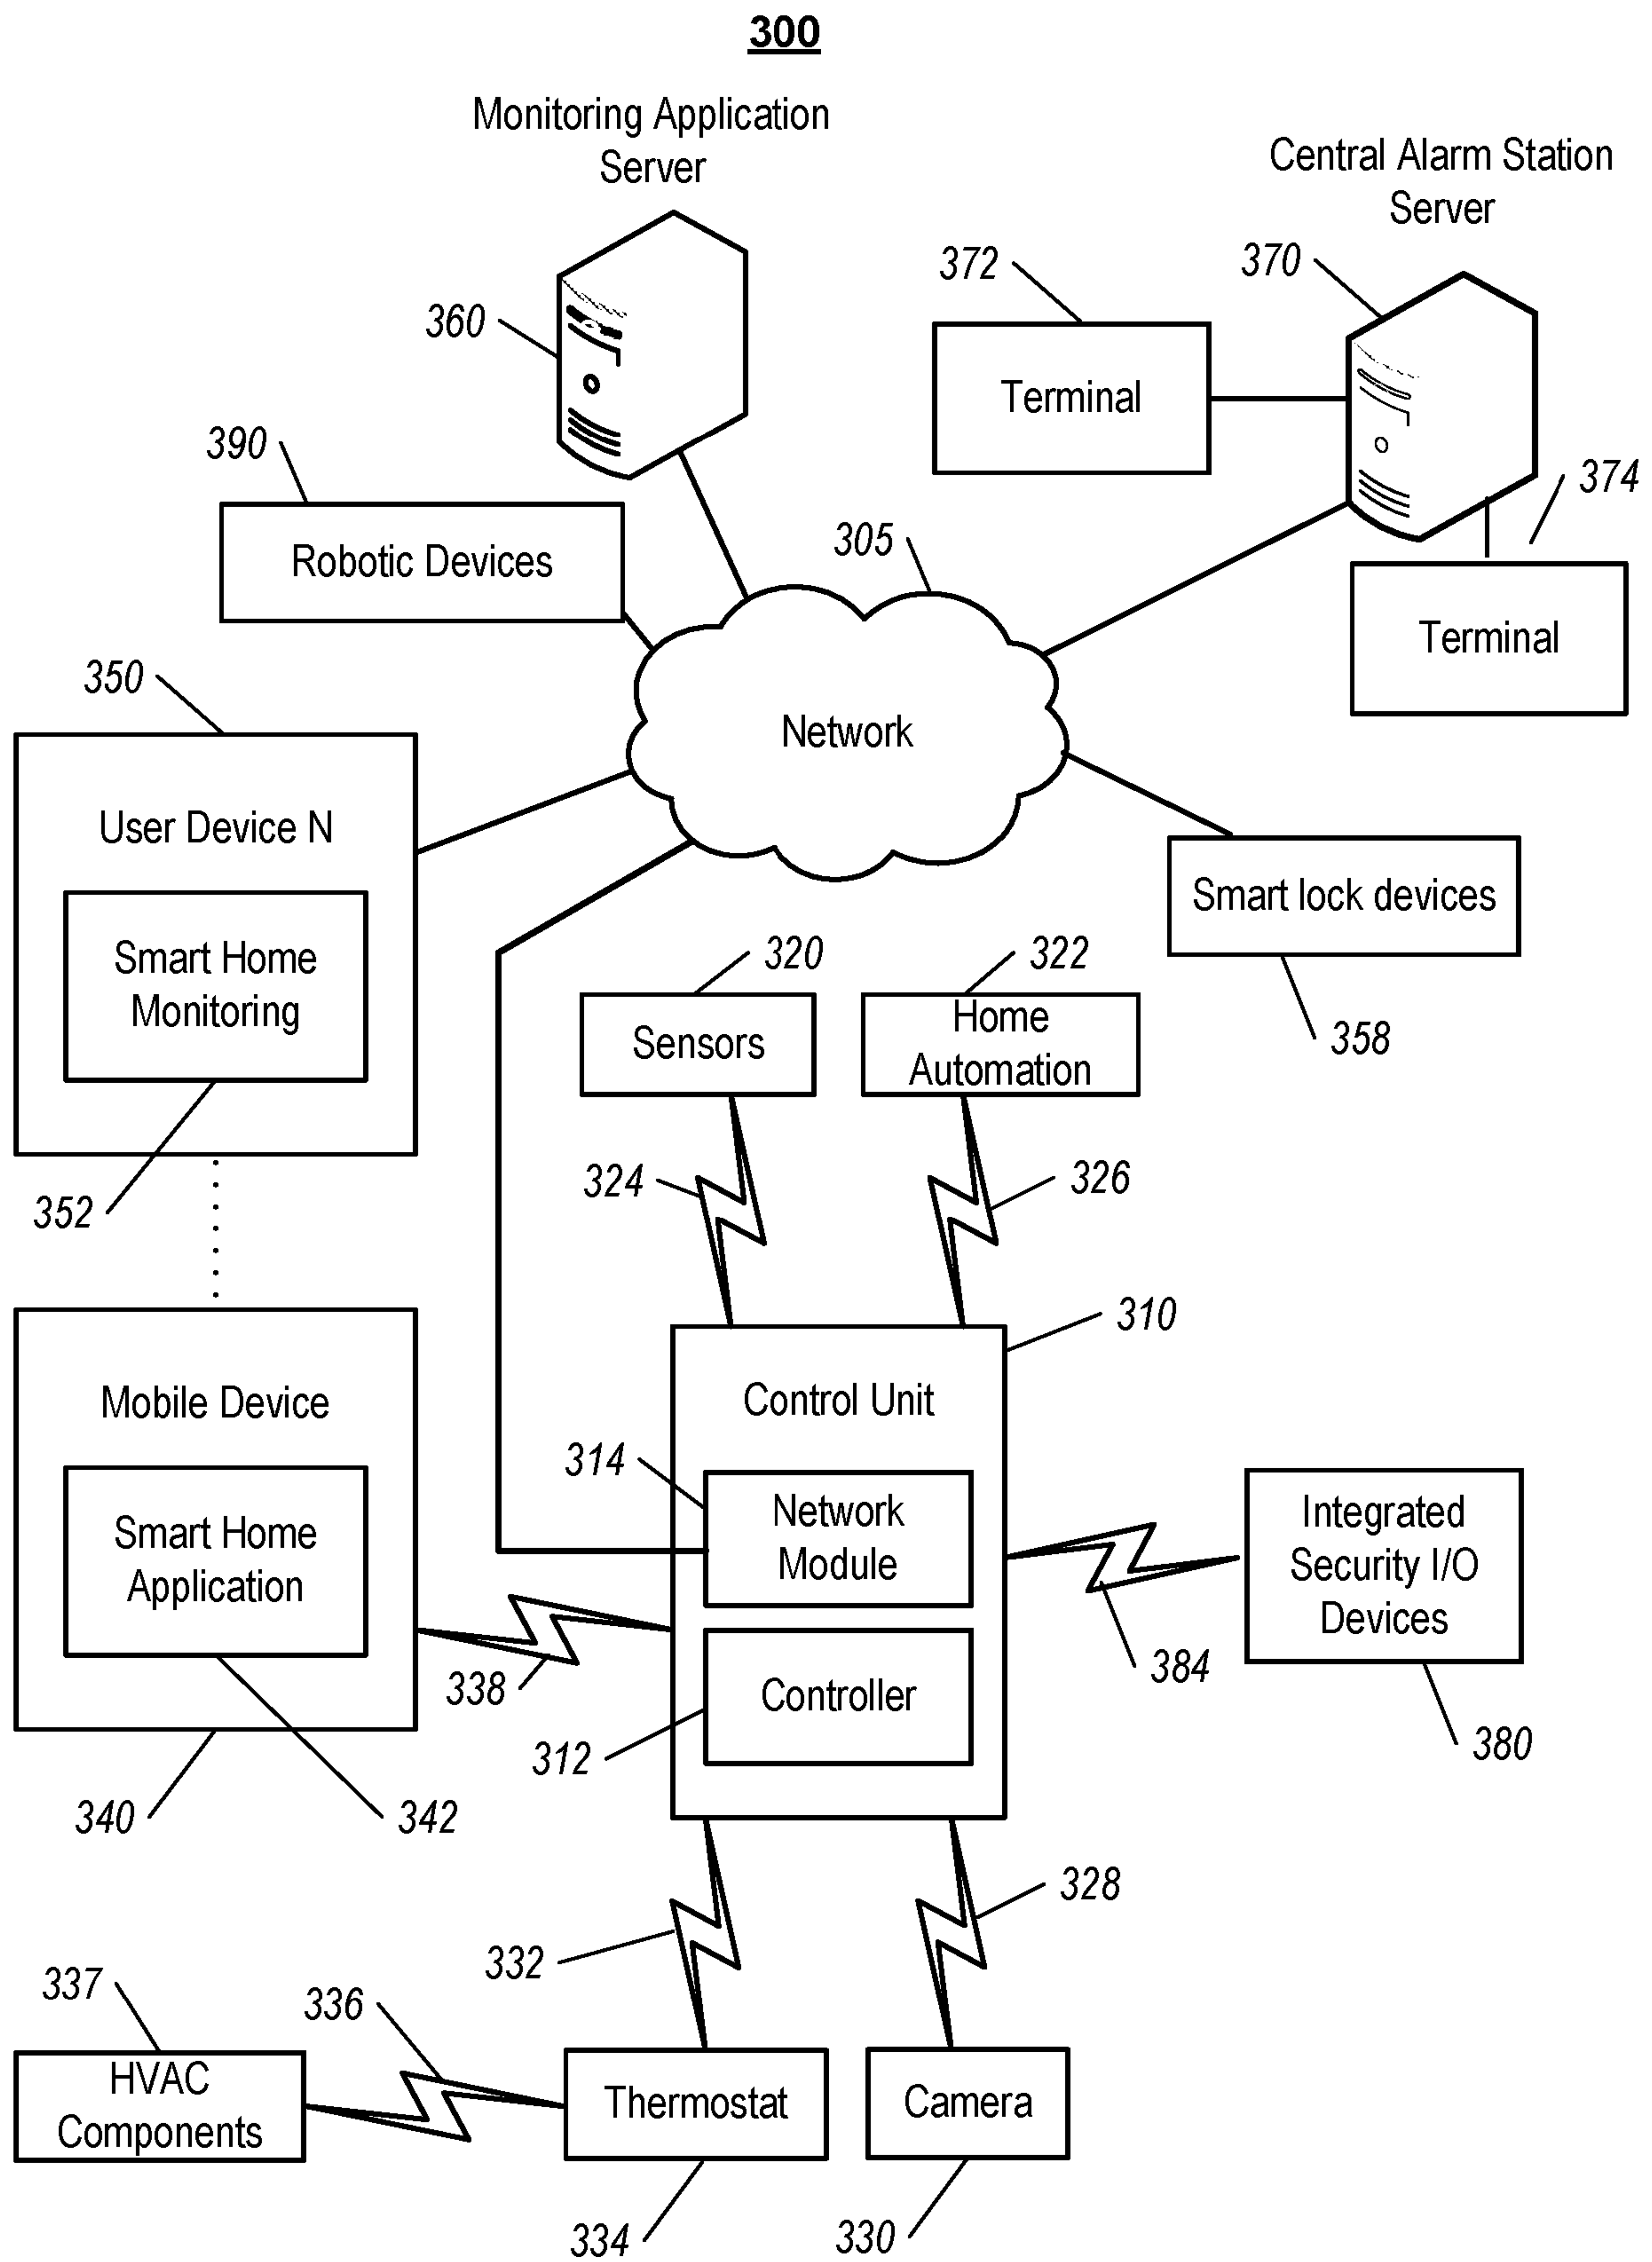 300
Monitoring Application
Server
Central Alarm Station
Server
372
370
360
Terminal
390
374
305
Robotic Devices
Terminal
350
Network
User Device N
Smart lock devices
Smart Home
Monitoring
320
322
358
Sensors
Home
Automation
324
326
352
310
Mobile Device
Control Unit
314
Network
Module
Integrated
Security I/O
Devices
Smart Home
Application
384
338
Controller
312
380
340
342
328
332
337
336
HVAC
Components
Thermostat
Camera
334
330